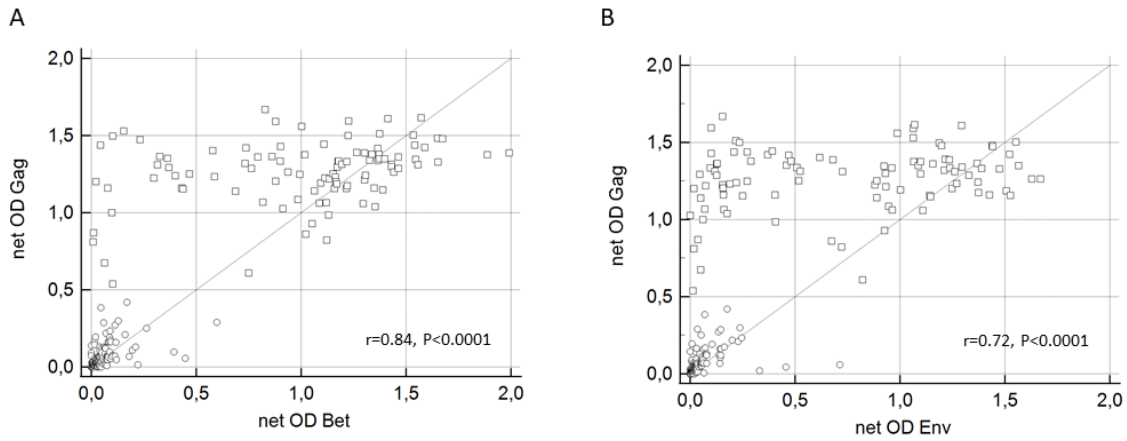 A
2,0
1,5
1,0
0,5
0,0
net OD Gag
r=0.84, P<0.0001
0,0 0,5 1,0 1,5 2,0
net OD Bet
B
2,0
1,5
1,0
0,5
0,0
net OD Gag
r=0.72, P<0.0001
0,0 0,5 1,0 1,5 2,0
net OD Env